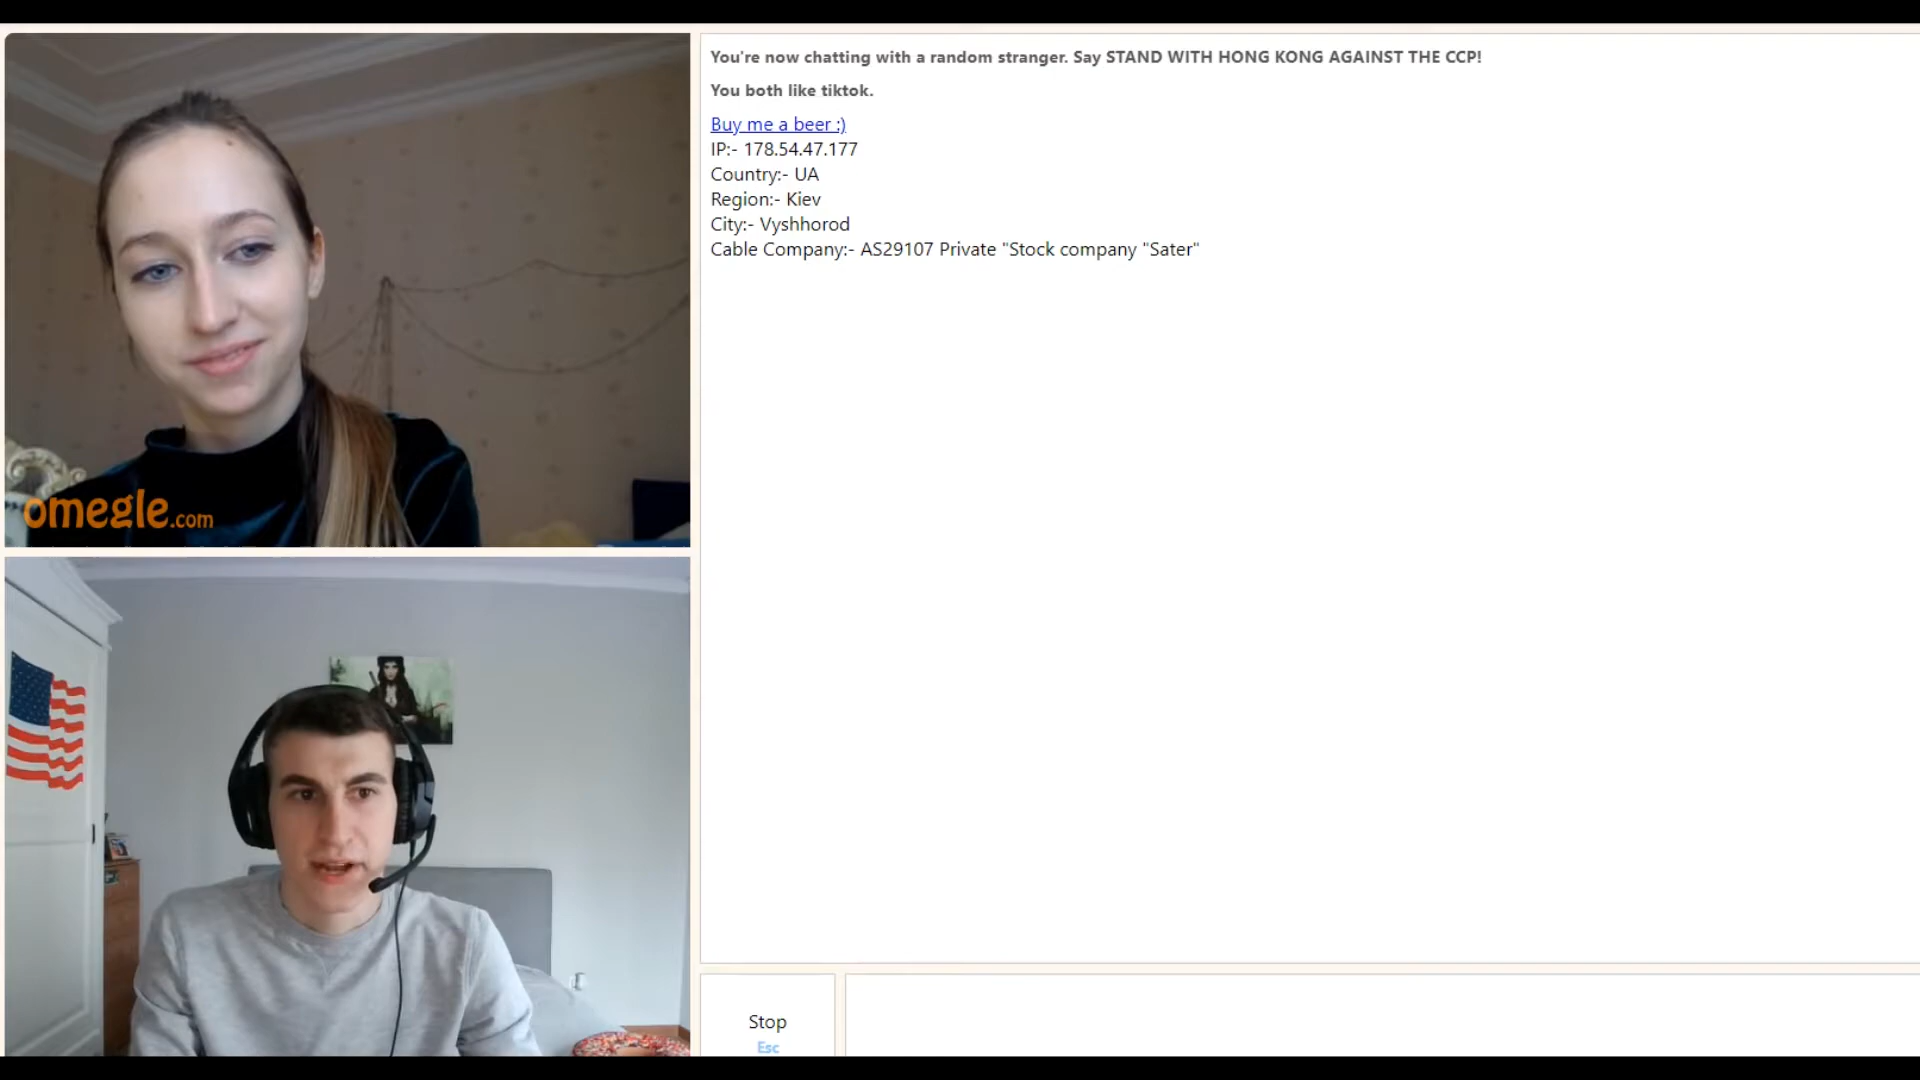 You're now chatting with a random stranger. Say STAND WITH HONG KONG AGAINST THE CCP!
You both like tiktok.
Buy me a beer :)
IP:- 178.54.47.177
Country:- UA
Region:- Kiev
City:- Vyshhorod
Cable Company:- AS29107 Private "Stock company "Sater"
omegle.com
Stop
Esc